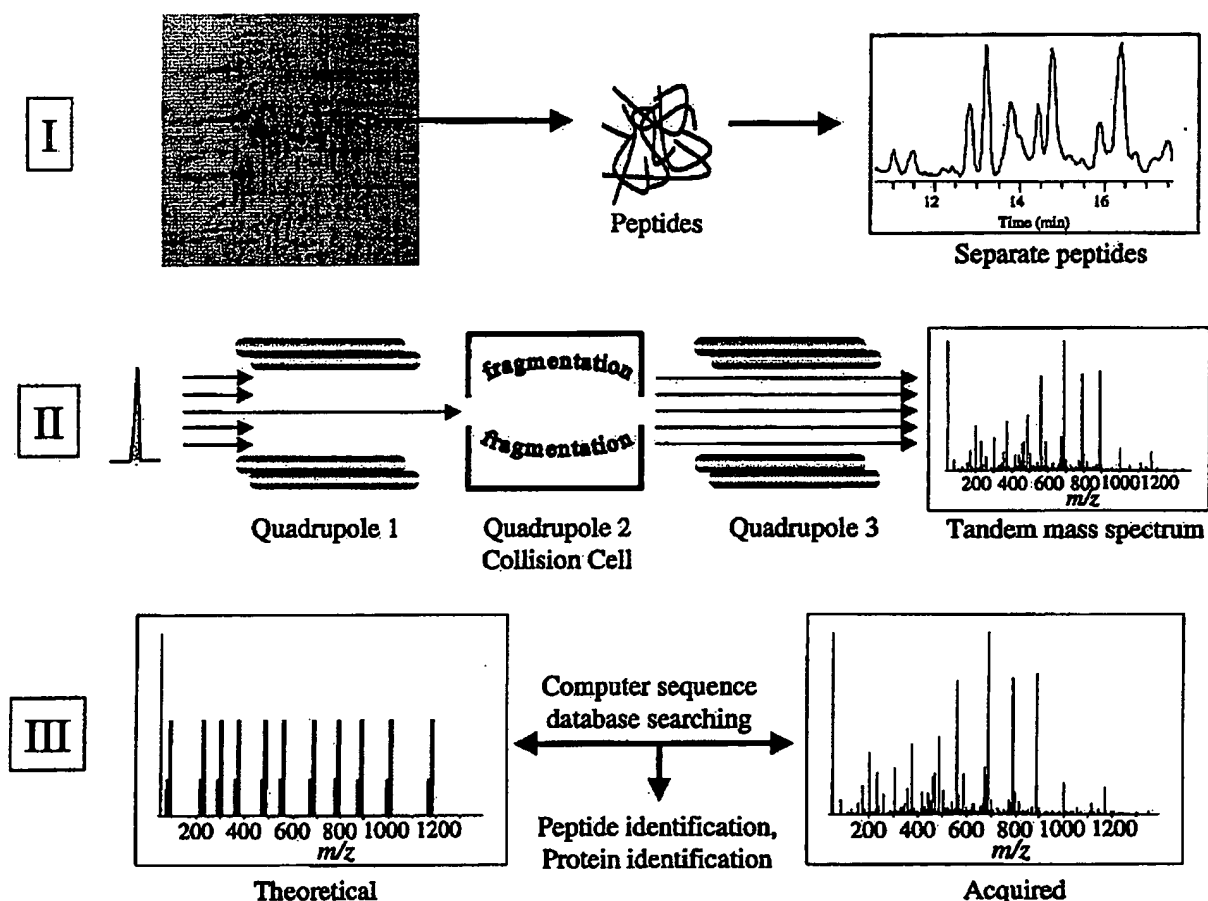 I
Peptides
12 14 16
Time (min)
Separate peptides
II
fragmentation
fragmentation
Quadrupole 1
Quadrupole 2
Collision Cell
Quadrupole 3
200 400 600 800 1000 1200
m/z
Tandem mass spectrum
III
200 400 600 800 1000 1200
m/z
Theoretical
Computer sequence
database searching
Peptide identification,
Protein identification
200 400 600 800 1000 1200
m/z
Acquired